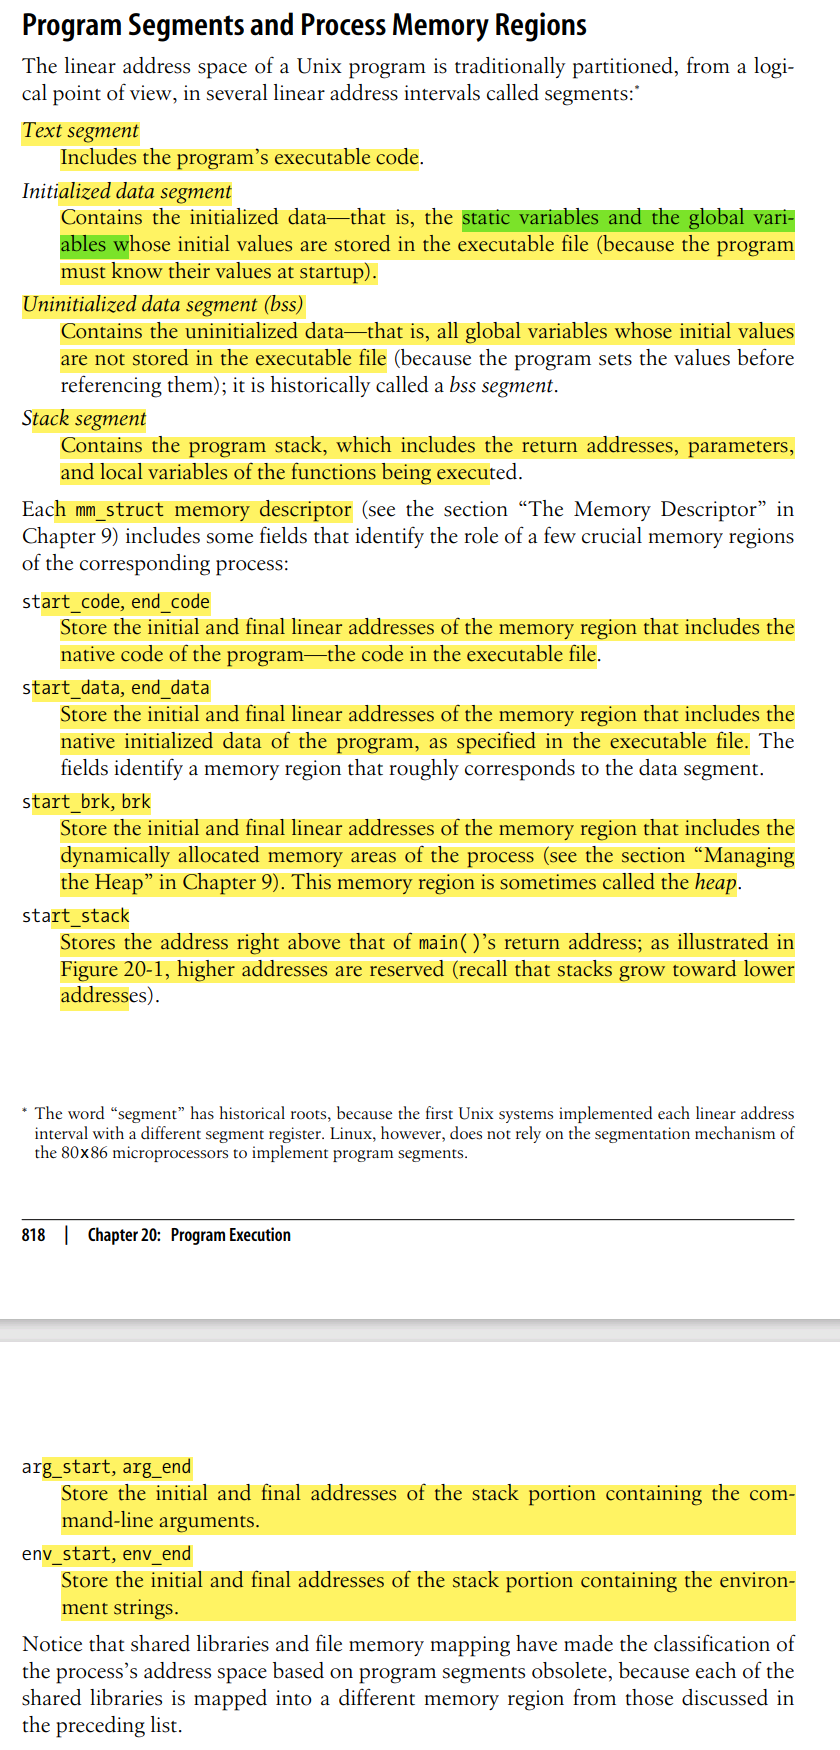 Program Segments and Process Memory Regions
The linear address space of a Unix program is traditionally partitioned, from a logi-
cal point of view, in several linear address intervals called segments:*
Text segment
Includes the program’s executable code.
Initialized data segment
Contains the initialized data—that is, the static variables and the global vari-
ables whose initial values are stored in the executable file (because the program
must know their values at startup).
Uninitialized data segment (bss)
Contains the uninitialized data—that is, all global variables whose initial values
are not stored in the executable file (because the program sets the values before
referencing them); it is historically called a bss segment.
Stack segment
Contains the program stack, which includes the return addresses, parameters,
and local variables of the functions being executed.
Each mm_struct memory descriptor (see the section “The Memory Descriptor” in
Chapter 9) includes some fields that identify the role of a few crucial memory regions
of the corresponding process:
start_code, end_code
Store the initial and final linear addresses of the memory region that includes the
native code of the program—the code in the executable file.
start_data, end_data
Store the initial and final linear addresses of the memory region that includes the
native initialized data of the program, as specified in the executable file. The
fields identify a memory region that roughly corresponds to the data segment.
start_brk, brk
Store the initial and final linear addresses of the memory region that includes the
dynamically allocated memory areas of the process (see the section “Managing
the Heap” in Chapter 9). This memory region is sometimes called the heap.
start_stack
Stores the address right above that of main()’s return address; as illustrated in
Figure 20-1, higher addresses are reserved (recall that stacks grow toward lower
addresses).
* The word “segment” has historical roots, because the first Unix systems implemented each linear address
interval with a different segment register. Linux, however, does not rely on the segmentation mechanism of
the 80x86 microprocessors to implement program segments.
818 | Chapter 20: Program Execution
arg_start, arg_end
Store the initial and final addresses of the stack portion containing the com-
mand-line arguments.
env_start, env_end
Store the initial and final addresses of the stack portion containing the environ-
ment strings.
Notice that shared libraries and file memory mapping have made the classification of
the process’s address space based on program segments obsolete, because each of the
shared libraries is mapped into a different memory region from those discussed in
the preceding list.